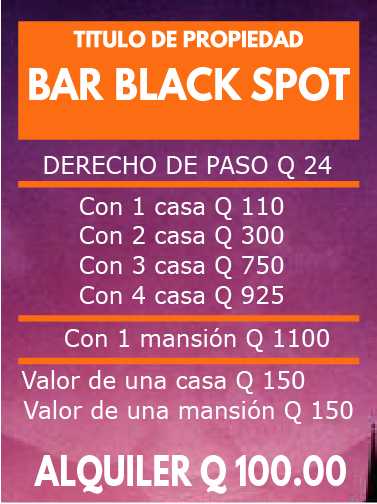 TITULO DE PROPIEDAD
BAR BLACK SPOT
DERECHO DE PASO Q 24
Con 1 casa Q 110
Con 2 casa Q 300
Con 3 casa Q 750
Con 4 casa Q 925
Con 1 mansión Q 1100
Valor de una casa Q 150
Valor de una mansión Q 150
ALQUILER Q 100.00